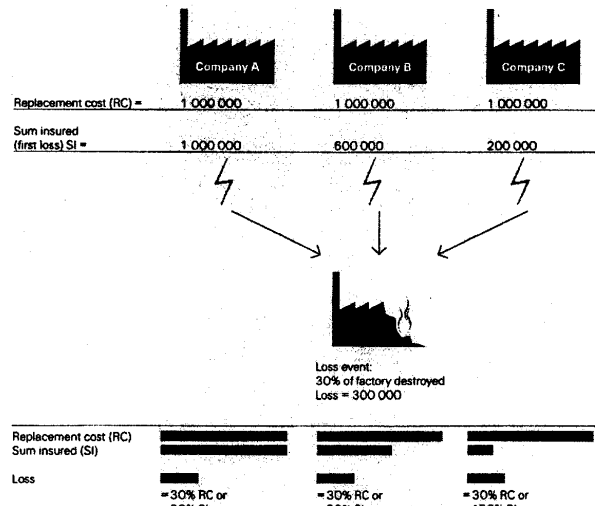 Company A Company B Company C
Replacement cost (RC) = 1 000 000 1 000 000 1 000 000
Sum insured
(first loss) SI = 1 000 000 600 000 200 000
Loss event:
30% of factory destroyed
Loss = 300 000
Replacement cost (RC)
Sum insured (SI)
Loss
= 30% RC or = 30% RC or = 30% RC or